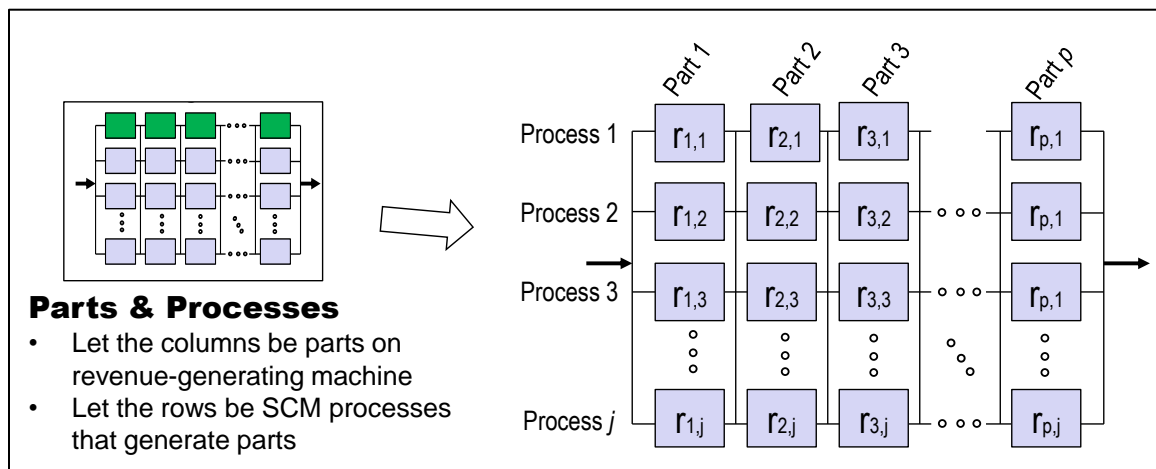 Part 1
Part 2
Part 3
Part p
Process 1
r1,1
r2,1
r3,1
rp,1
Process 2
r1,2
r2,2
r3,2
rp,1
Process 3
r1,3
r2,3
r3,3
rp,1
Process j
r1,j
r2,j
r3,j
rp,j
Parts & Processes
• Let the columns be parts on
revenue-generating machine
• Let the rows be SCM processes
that generate parts